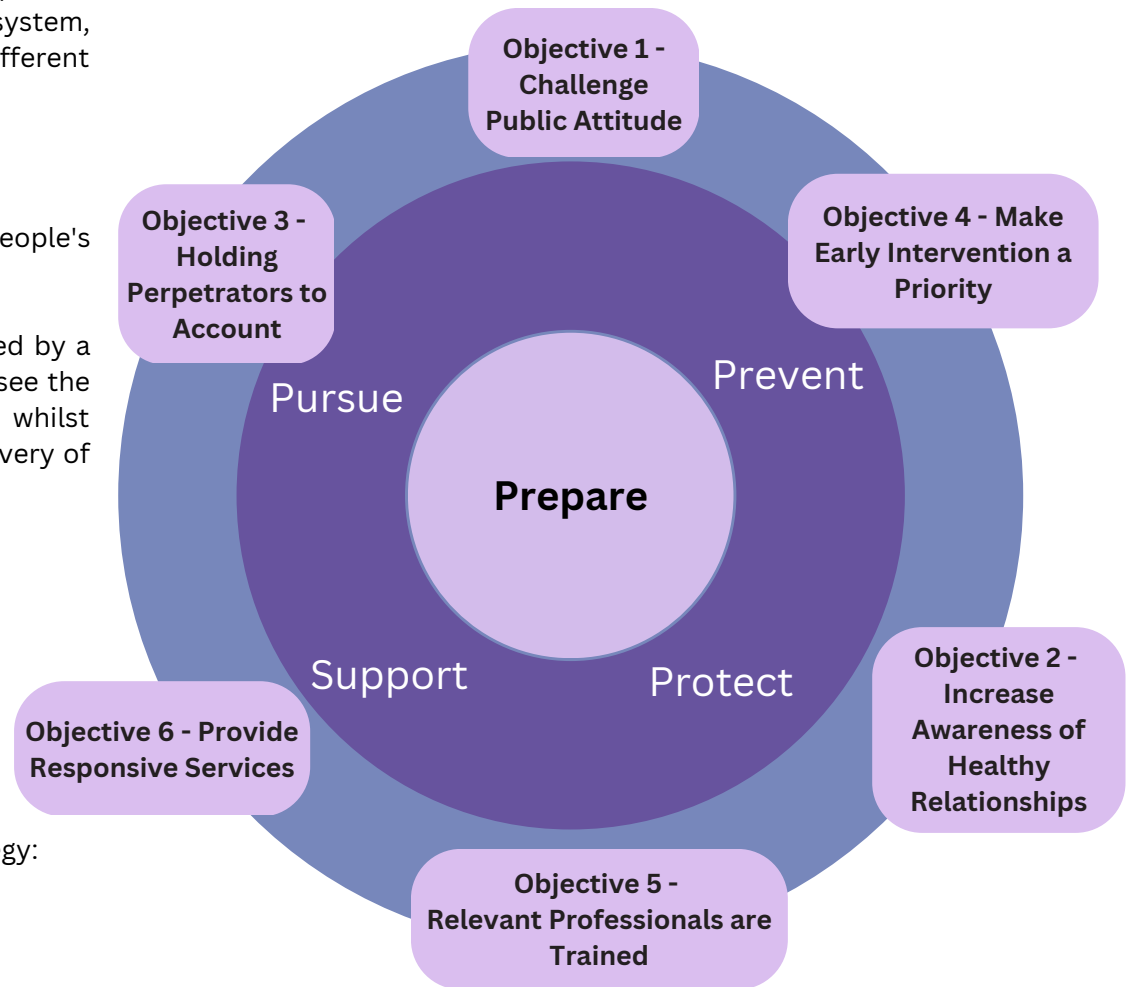 system,
fferent
eople's
ed by a
see the
whilst
very of
gy:
Objective 1 -
Challenge
Public Attitude
Objective 4 - Make
Early Intervention a
Priority
Objective 3 -
Holding
Perpetrators to
Account
Pursue
Prevent
Prepare
Support
Protect
Objective 2 -
Increase
Awareness of
Healthy
Relationships
Objective 6 - Provide
Responsive Services
Objective 5 -
Relevant Professionals are
Trained